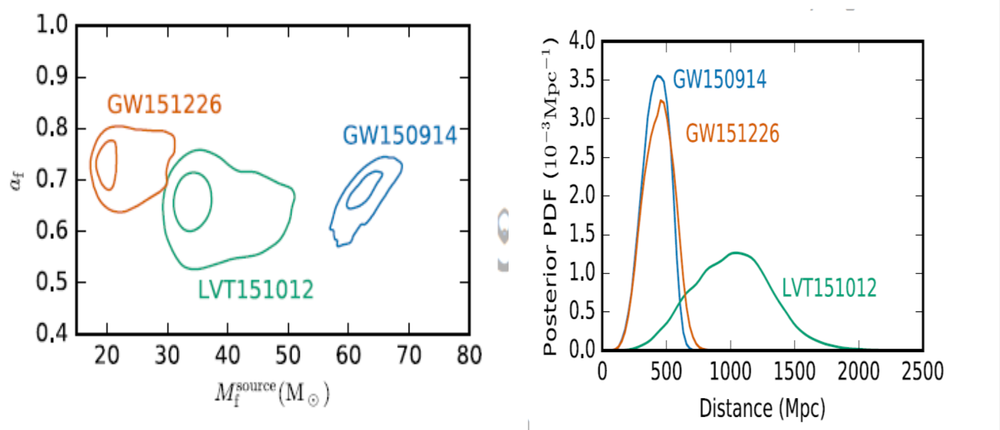 1.0
0.9
GW151226
0.8
GW150914
a_f
0.7
0.6
0.5
LVT151012
0.4
20 30 40 50 60 70 80
M_f^source (M_⊙)
4.0
3.5
GW150914
3.0
GW151226
2.5
2.0
1.5
1.0
LVT151012
0.5
0.0
Posterior PDF (10⁻³Mpc⁻¹)
0 500 1000 1500 2000 2500
Distance (Mpc)